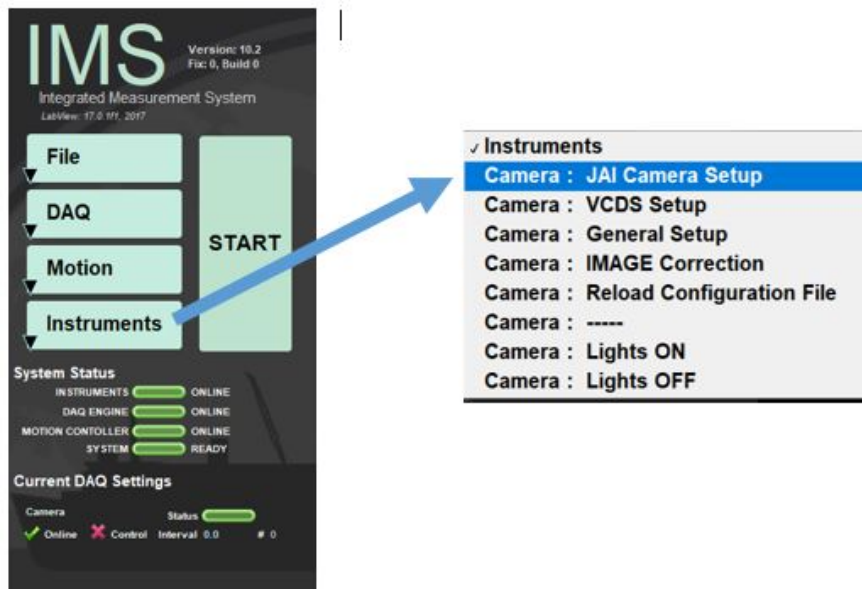 IMS
Version: 10.2
Fix: 0, Build 0
Integrated Measurement System
LabView: 17.0.1f1, 2017
File
DAQ
Motion
Instruments
START
System Status
INSTRUMENTS ONLINE
DAQ ENGINE ONLINE
MOTION CONTOLLER ONLINE
SYSTEM READY
Current DAQ Settings
Camera Status
Online Control Interval 0.0 # 0
✓ Instruments
Camera : JAI Camera Setup
Camera : VCDS Setup
Camera : General Setup
Camera : IMAGE Correction
Camera : Reload Configuration File
Camera : -----
Camera : Lights ON
Camera : Lights OFF